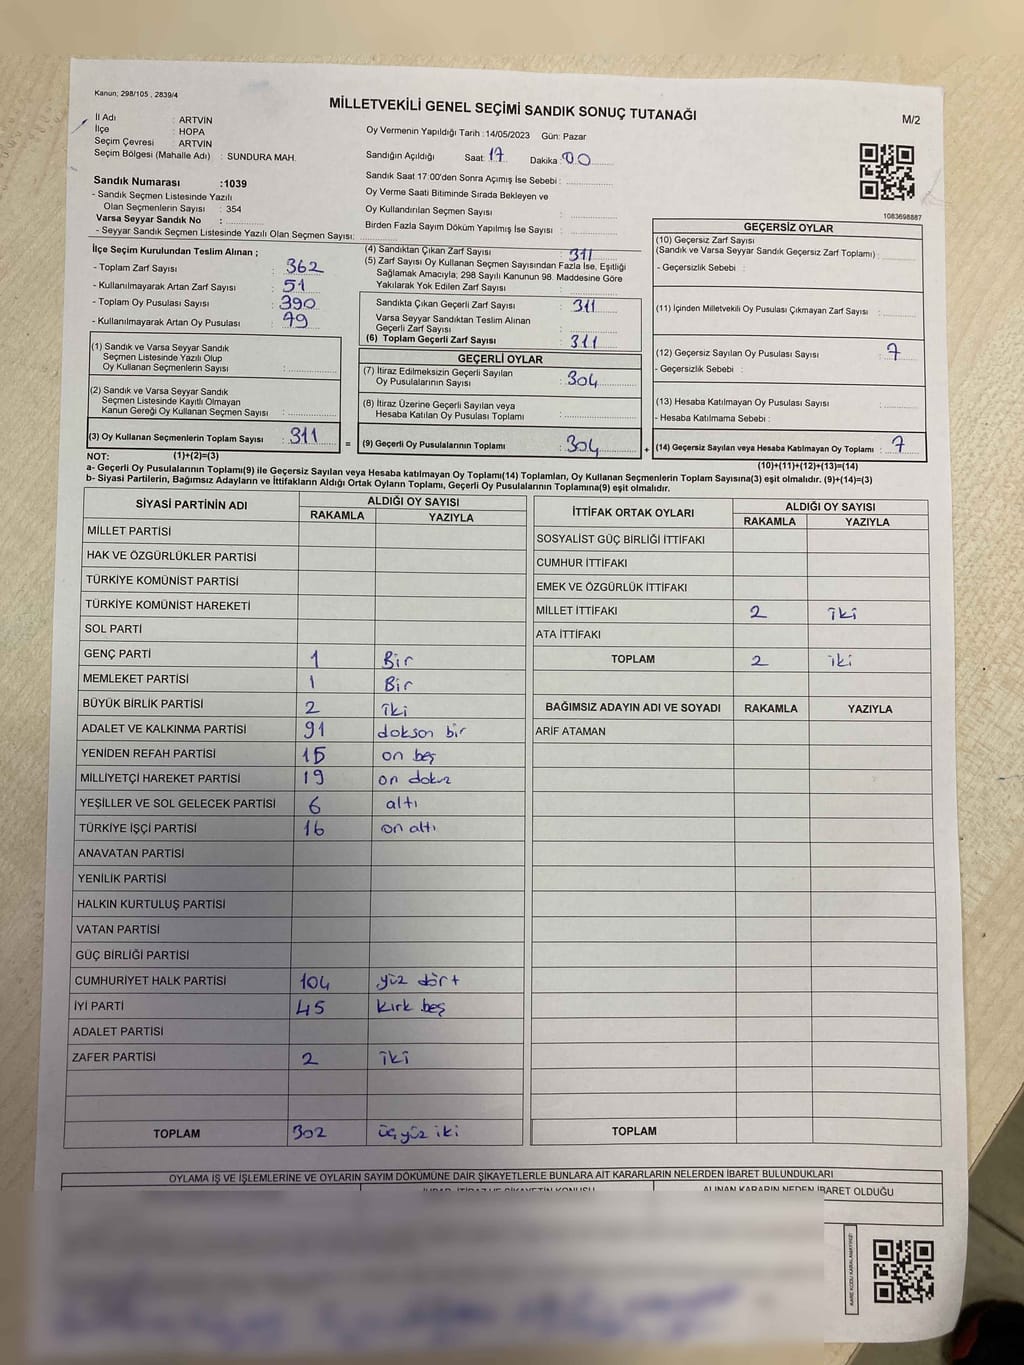 Kanun; 298/105 , 2839/4
MİLLETVEKİLİ GENEL SEÇİMİ SANDIK SONUÇ TUTANAĞI
M/2
İl Adı : ARTVİN
İlçe : HOPA
Seçim Çevresi : ARTVİN
Seçim Bölgesi (Mahalle Adı) : SUNDURA MAH.
Oy Vermenin Yapıldığı Tarih :14/05/2023 Gün: Pazar
Sandığın Açıldığı Saat: 17 Dakika : 00
Sandık Saat 17:00'den Sonra Açımış İse Sebebi :
Oy Verme Saati Bitiminde Sırada Bekleyen ve
Oy Kullandırılan Seçmen Sayısı :
Birden Fazla Sayım Döküm Yapılmış İse Sayısı :
1083698887
Sandık Numarası :1039
- Sandık Seçmen Listesinde Yazılı
Olan Seçmenlerin Sayısı : 354
Varsa Seyyar Sandık No :
- Seyyar Sandık Seçmen Listesinde Yazılı Olan Seçmen Sayısı:
İlçe Seçim Kurulundan Teslim Alınan ;
- Toplam Zarf Sayısı : 362
- Kullanılmayarak Artan Zarf Sayısı : 51
- Toplam Oy Pusulası Sayısı : 390
- Kullanılmayarak Artan Oy Pusulası : 79
(1) Sandık ve Varsa Seyyar Sandık
Seçmen Listesinde Yazılı Olup
Oy Kullanan Seçmenlerin Sayısı :
(2) Sandık ve Varsa Seyyar Sandık
Seçmen Listesinde Kayıtlı Olmayan
Kanun Gereği Oy Kullanan Seçmen Sayısı :
(3) Oy Kullanan Seçmenlerin Toplam Sayısı : 311 =
(4) Sandıktan Çıkan Zarf Sayısı : 311
(5) Zarf Sayısı Oy Kullanan Seçmen Sayısından Fazla İse, Eşitliği
Sağlamak Amacıyla; 298 Sayılı Kanunun 98. Maddesine Göre
Yakılarak Yok Edilen Zarf Sayısı :
Sandıkta Çıkan Geçerli Zarf Sayısı : 311
Varsa Seyyar Sandıktan Teslim Alınan
Geçerli Zarf Sayısı :
(6) Toplam Geçerli Zarf Sayısı : 311
GEÇERLİ OYLAR
(7) İtiraz Edilmeksizin Geçerli Sayılan
Oy Pusulalarının Sayısı : 304
(8) İtiraz Üzerine Geçerli Sayılan veya
Hesaba Katılan Oy Pusulası Toplamı :
(9) Geçerli Oy Pusulalarının Toplamı : 304 +
GEÇERSİZ OYLAR
(10) Geçersiz Zarf Sayısı
(Sandık ve Varsa Seyyar Sandık Geçersiz Zarf Toplamı) :
- Geçersizlik Sebebi :
(11) İçinden Milletvekili Oy Pusulası Çıkmayan Zarf Sayısı :
(12) Geçersiz Sayılan Oy Pusulası Sayısı : 7
- Geçersizlik Sebebi :
(13) Hesaba Katılmayan Oy Pusulası Sayısı :
- Hesaba Katılmama Sebebi :
(14) Geçersiz Sayılan veya Hesaba Katılmayan Oy Toplamı : 7
NOT: (1)+(2)=(3)
(10)+(11)+(12)+(13)=(14)
a- Geçerli Oy Pusulalarının Toplamı(9) ile Geçersiz Sayılan veya Hesaba katılmayan Oy Toplamı(14) Toplamları, Oy Kullanan Seçmenlerin Toplam Sayısına(3) eşit olmalıdır. (9)+(14)=(3)
b- Siyasi Partilerin, Bağımsız Adayların ve İttifakların Aldığı Ortak Oyların Toplamı, Geçerli Oy Pusulalarının Toplamına(9) eşit olmalıdır.
SİYASİ PARTİNİN ADI ALDIĞI OY SAYISI
RAKAMLA YAZIYLA
MİLLET PARTİSİ
HAK VE ÖZGÜRLÜKLER PARTİSİ
TÜRKİYE KOMÜNİST PARTİSİ
TÜRKİYE KOMÜNİST HAREKETİ
SOL PARTİ
GENÇ PARTİ 1 Bir
MEMLEKET PARTİSİ 1 Bir
BÜYÜK BİRLİK PARTİSİ 2 iki
ADALET VE KALKINMA PARTİSİ 91 dokson bir
YENİDEN REFAH PARTİSİ 15 on beş
MİLLİYETÇİ HAREKET PARTİSİ 19 on dokuz
YEŞİLLER VE SOL GELECEK PARTİSİ 6 altı
TÜRKİYE İŞÇİ PARTİSİ 16 on altı
ANAVATAN PARTİSİ
YENİLİK PARTİSİ
HALKIN KURTULUŞ PARTİSİ
VATAN PARTİSİ
GÜÇ BİRLİĞİ PARTİSİ
CUMHURİYET HALK PARTİSİ 104 yüz dört
İYİ PARTİ 45 kırk beş
ADALET PARTİSİ
ZAFER PARTİSİ 2 iki
TOPLAM 302 üçyüz iki
İTTİFAK ORTAK OYLARI ALDIĞI OY SAYISI
RAKAMLA YAZIYLA
SOSYALİST GÜÇ BİRLİĞİ İTTİFAKI
CUMHUR İTTİFAKI
EMEK VE ÖZGÜRLÜK İTTİFAKI
MİLLET İTTİFAKI 2 iki
ATA İTTİFAKI
TOPLAM 2 iki
BAĞIMSIZ ADAYIN ADI VE SOYADI RAKAMLA YAZIYLA
ARİF ATAMAN
TOPLAM
OYLAMA İŞ VE İŞLEMLERİNE VE OYLARIN SAYIM DÖKÜMÜNE DAİR ŞİKAYETLERLE BUNLARA AİT KARARLARIN NELERDEN İBARET BULUNDUKLARI
ALINAN KARARIN NEDEN İBARET OLDUĞU
KARE KODU KARALAMAYINIZ!